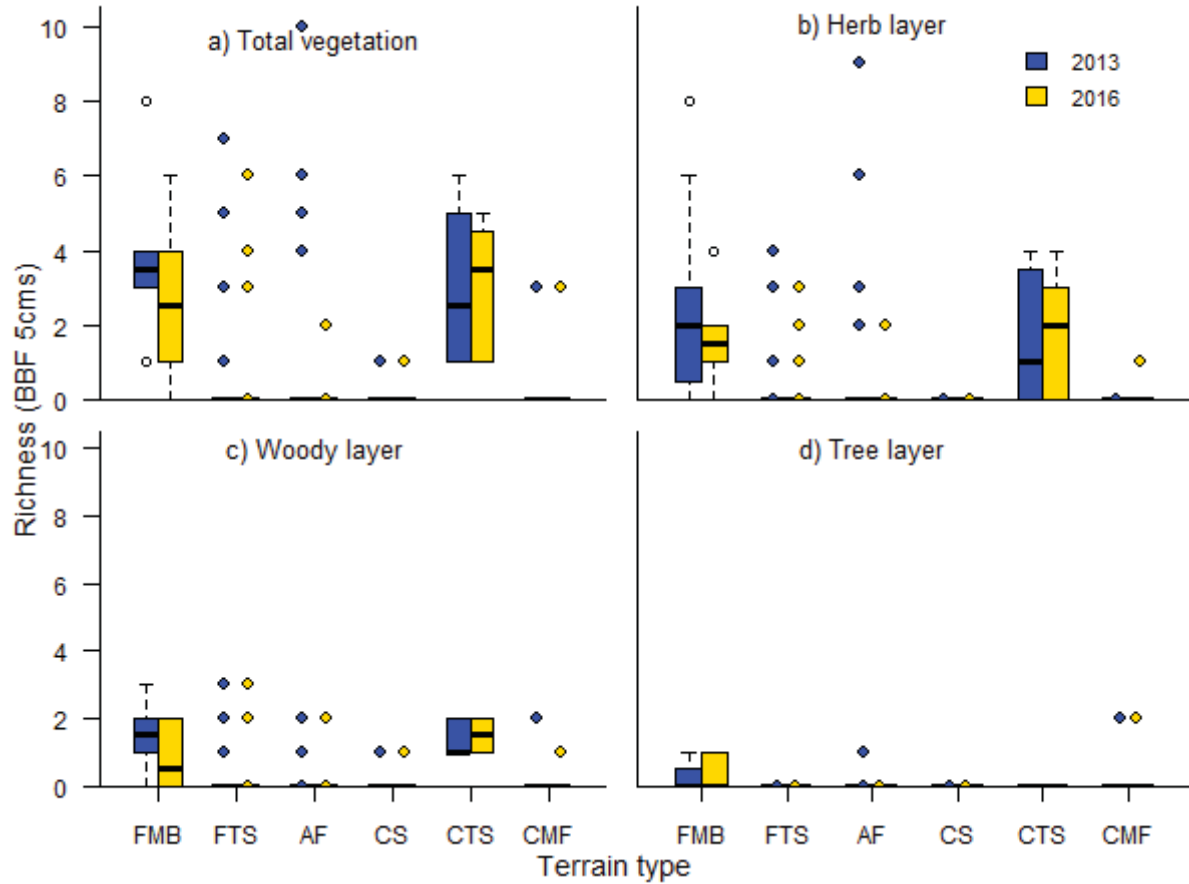 a) Total vegetation
b) Herb layer
2013
2016
10
8
6
4
2
0
0
Richness (BBF 5cms)
c) Woody layer
d) Tree layer
10
8
6
4
2
0
0
FMB FTS AF CS CTS CMF
FMB FTS AF CS CTS CMF
Terrain type